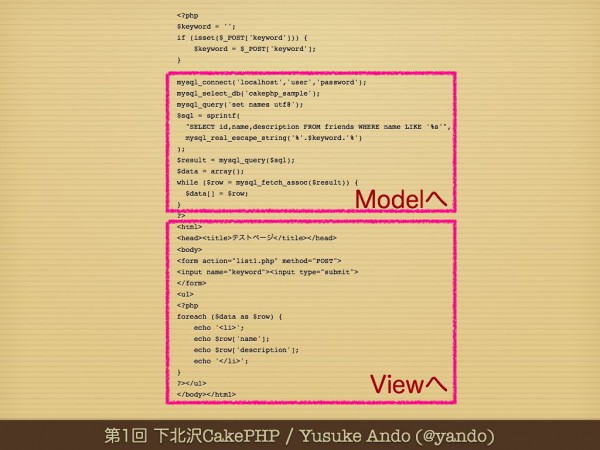 <?php
$keyword = '';
if (isset($_POST['keyword'])) {
$keyword = $_POST['keyword'];
}
mysql_connect('localhost','user','password');
mysql_select_db('cakephp_sample');
mysql_query('set names utf8');
$sql = sprintf(
"SELECT id,name,description FROM friends WHERE name LIKE '%s'",
mysql_real_escape_string('%'.$keyword.'%')
);
$result = mysql_query($sql);
$data = array();
while ($row = mysql_fetch_assoc($result)) {
$data[] = $row;
}
Modelへ
?>
<html>
<head><title>テストページ</title></head>
<body>
<form action="list1.php" method="POST">
<input name="keyword"><input type="submit">
</form>
<ul>
<?php
foreach ($data as $row) {
echo '<li>';
echo $row['name'];
echo $row['description'];
echo '</li>';
}
?></ul>
</body></html>
Viewへ
第1回 下北沢CakePHP / Yusuke Ando (@yando)